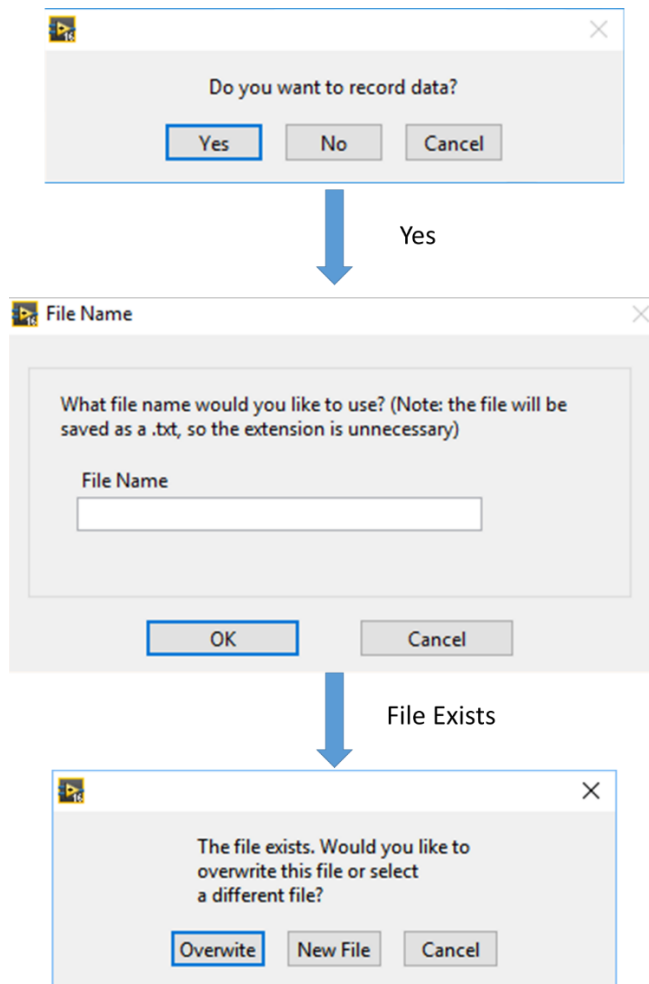 Do you want to record data?
Yes No Cancel
Yes
File Name
What file name would you like to use? (Note: the file will be
saved as a .txt, so the extension is unnecessary)
File Name
OK Cancel
File Exists
The file exists. Would you like to
overwrite this file or select
a different file?
Overwite New File Cancel